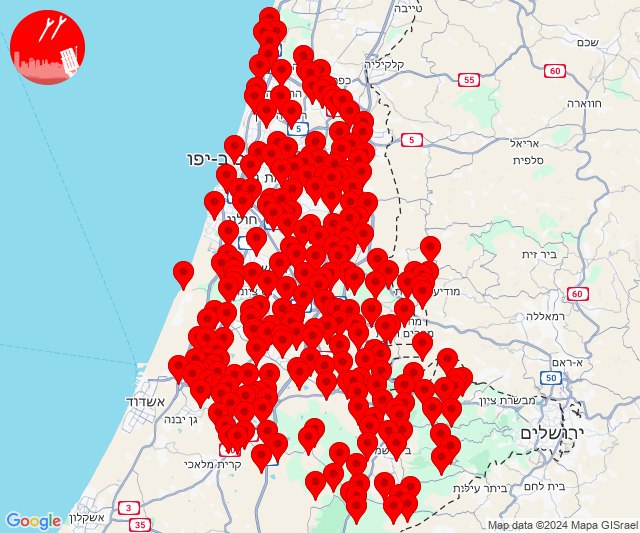 טייבה
שכם
קלקיליה
55
60
חווארה
5
5
אריאל
סלפית
ב-יפו
חולון
ביר זית
60
רמאללה
א-ראם
50
מבשרת ציון
ירושלים
אשדוד
גן יבנה
קרית מלאכי
בית לחם
ביתר עילית
3
35
אשקלון
Google
Map data ©2024 Mapa GISrael